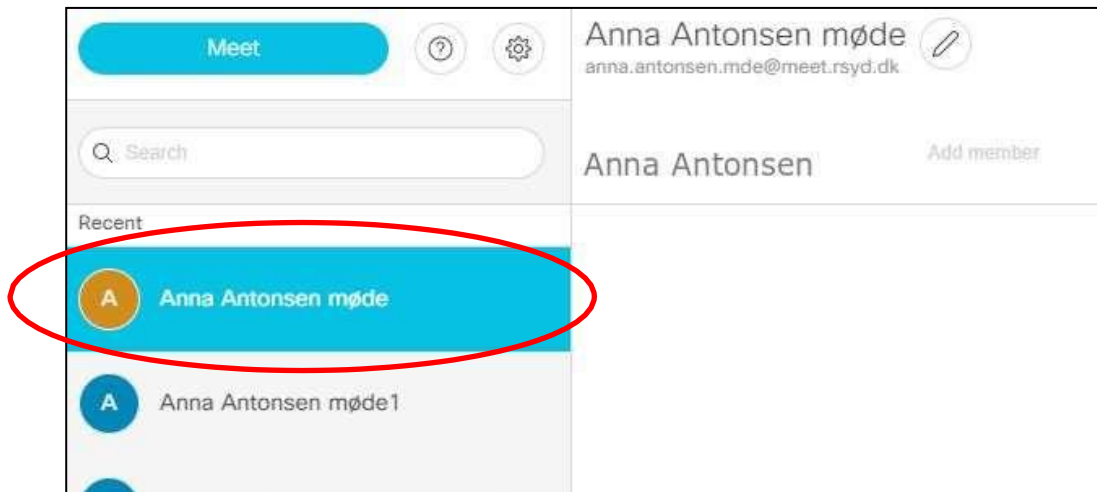 Meet
Search
Recent
A
Anna Antonsen møde
A
Anna Antonsen møde1
Anna Antonsen møde
anna.antonsen.mde@meet.rsyd.dk
Anna Antonsen
Add member